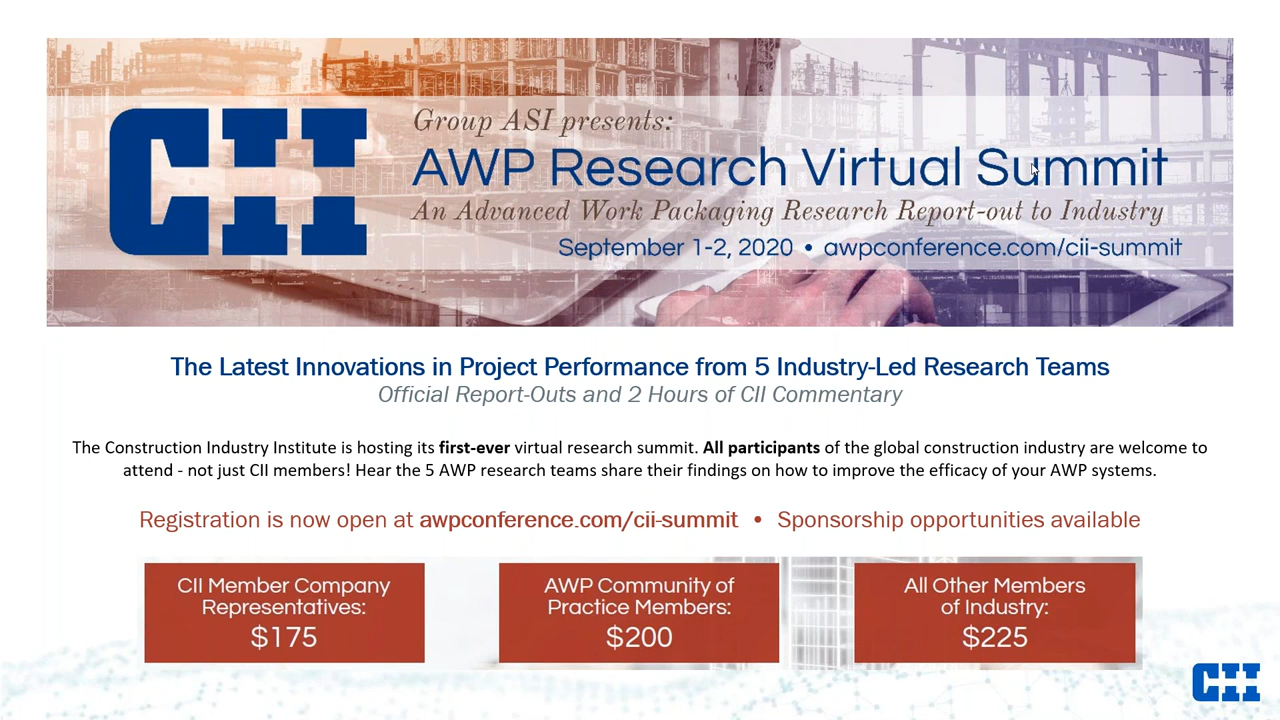 CII
Group ASI presents:
AWP Research Virtual Summit
An Advanced Work Packaging Research Report-out to Industry
September 1-2, 2020 • awpconference.com/cii-summit
The Latest Innovations in Project Performance from 5 Industry-Led Research Teams
Official Report-Outs and 2 Hours of CII Commentary
The Construction Industry Institute is hosting its first-ever virtual research summit. All participants of the global construction industry are welcome to
attend - not just CII members! Hear the 5 AWP research teams share their findings on how to improve the efficacy of your AWP systems.
Registration is now open at awpconference.com/cii-summit • Sponsorship opportunities available
CII Member Company
Representatives:
$175
AWP Community of
Practice Members:
$200
All Other Members
of Industry:
$225
CII